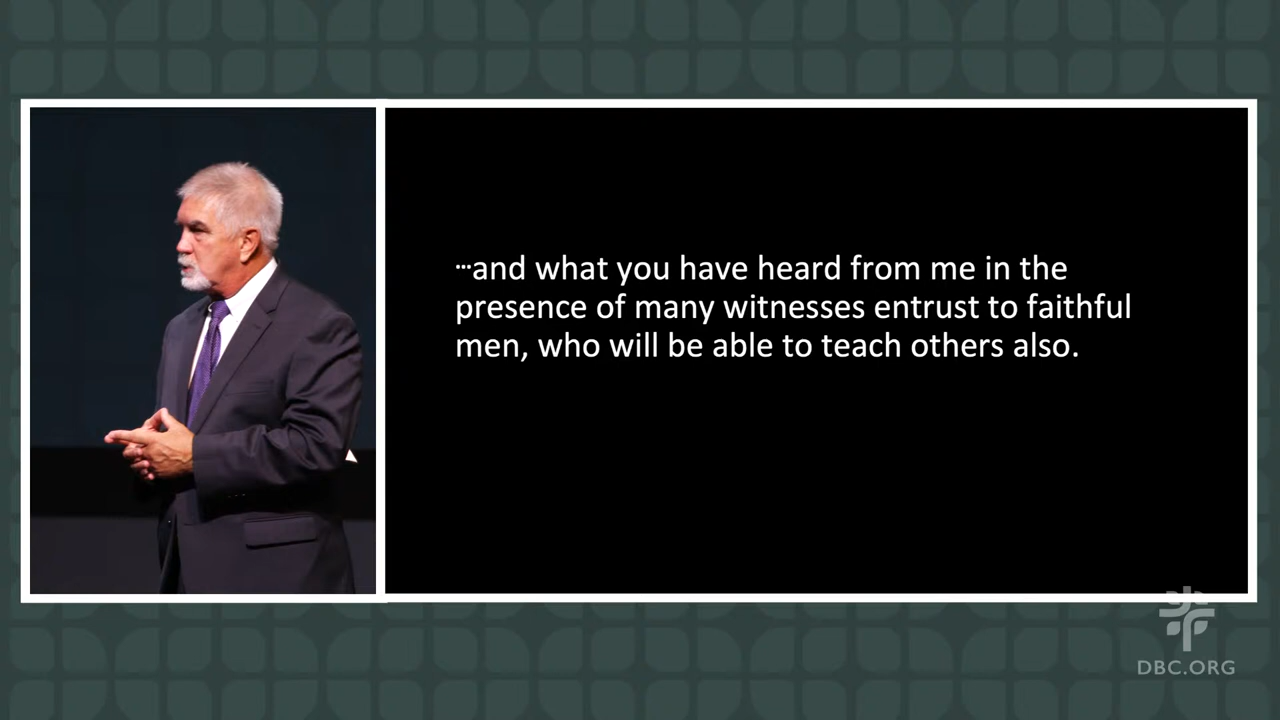 …and what you have heard from me in the
presence of many witnesses entrust to faithful
men, who will be able to teach others also.
DBC.ORG